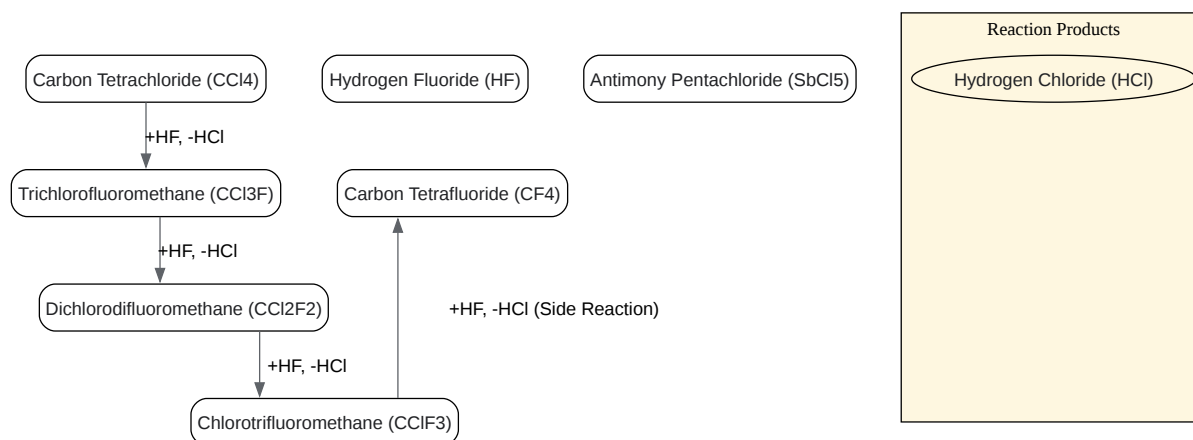 Reaction Products
Carbon Tetrachloride (CCl4)
Hydrogen Fluoride (HF)
Antimony Pentachloride (SbCl5)
Hydrogen Chloride (HCl)
+HF, -HCl
Trichlorofluoromethane (CCl3F)
Carbon Tetrafluoride (CF4)
+HF, -HCl
Dichlorodifluoromethane (CCl2F2)
+HF, -HCl (Side Reaction)
+HF, -HCl
Chlorotrifluoromethane (CClF3)